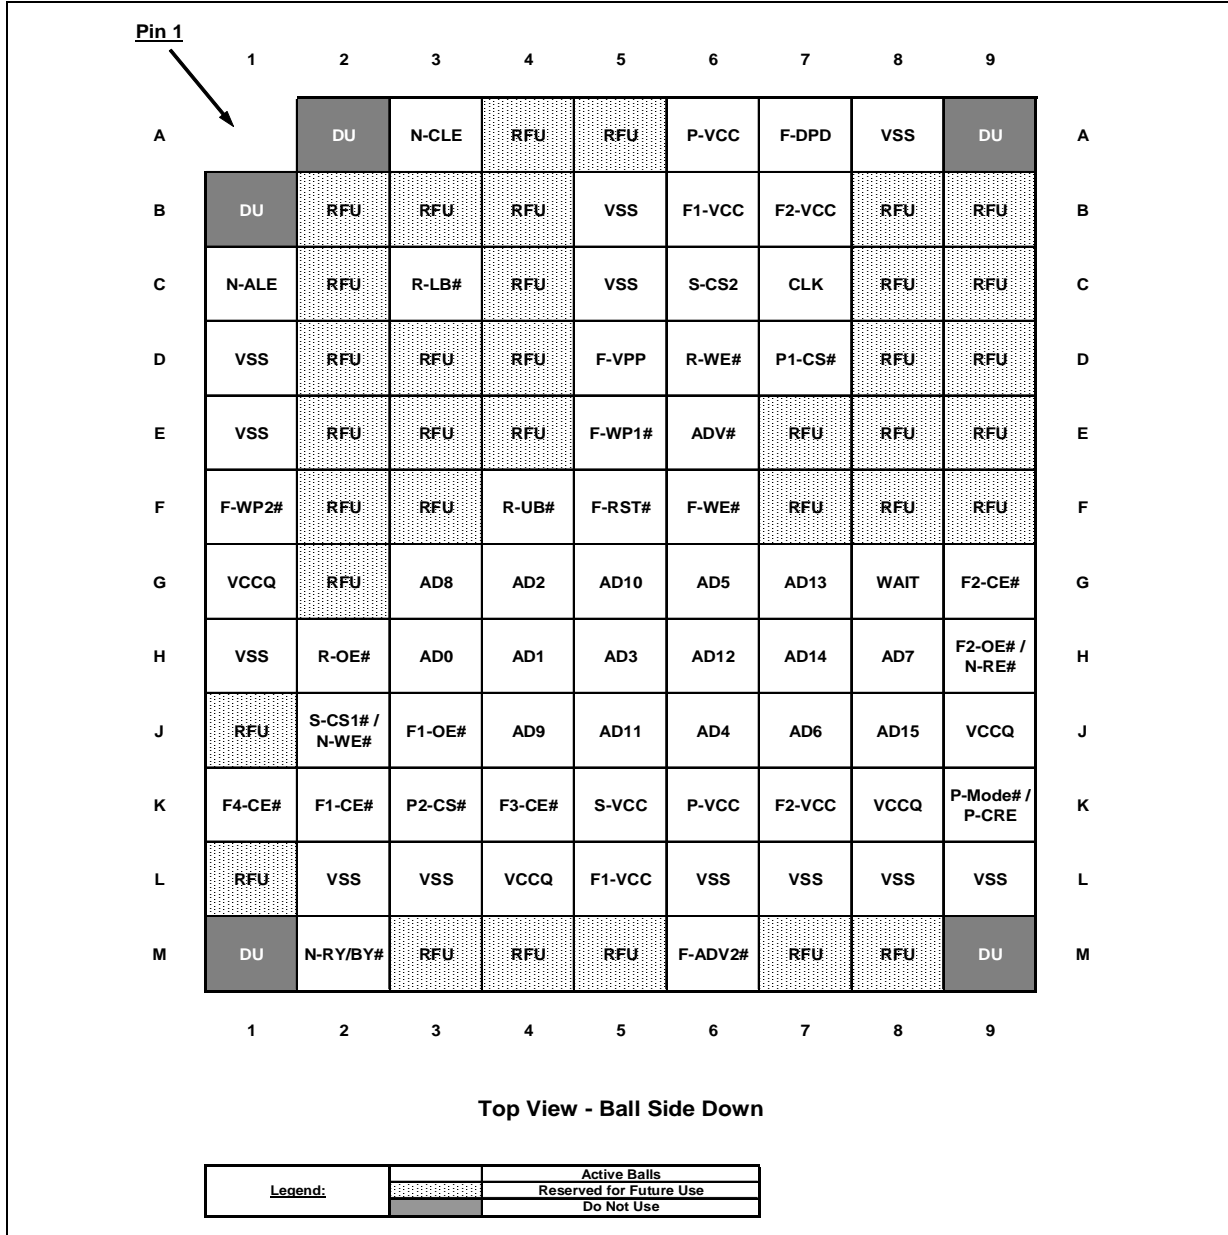 Pin 1
1 2 3 4 5 6 7 8 9
A DU N-CLE RFU RFU P-VCC F-DPD VSS DU A
B DU RFU RFU RFU VSS F1-VCC F2-VCC RFU RFU B
C N-ALE RFU R-LB# RFU VSS S-CS2 CLK RFU RFU C
D VSS RFU RFU RFU F-VPP R-WE# P1-CS# RFU RFU D
E VSS RFU RFU RFU F-WP1# ADV# RFU RFU RFU E
F F-WP2# RFU RFU R-UB# F-RST# F-WE# RFU RFU RFU F
G VCCQ RFU AD8 AD2 AD10 AD5 AD13 WAIT F2-CE# G
H VSS R-OE# AD0 AD1 AD3 AD12 AD14 AD7 F2-OE# / N-RE# H
J RFU S-CS1# / N-WE# F1-OE# AD9 AD11 AD4 AD6 AD15 VCCQ J
K F4-CE# F1-CE# P2-CS# F3-CE# S-VCC P-VCC F2-VCC VCCQ P-Mode# / P-CRE K
L RFU VSS VSS VCCQ F1-VCC VSS VSS VSS VSS L
M DU N-RY/BY# RFU RFU RFU F-ADV2# RFU RFU DU M
1 2 3 4 5 6 7 8 9
Top View - Ball Side Down
Legend:
Active Balls
Reserved for Future Use
Do Not Use